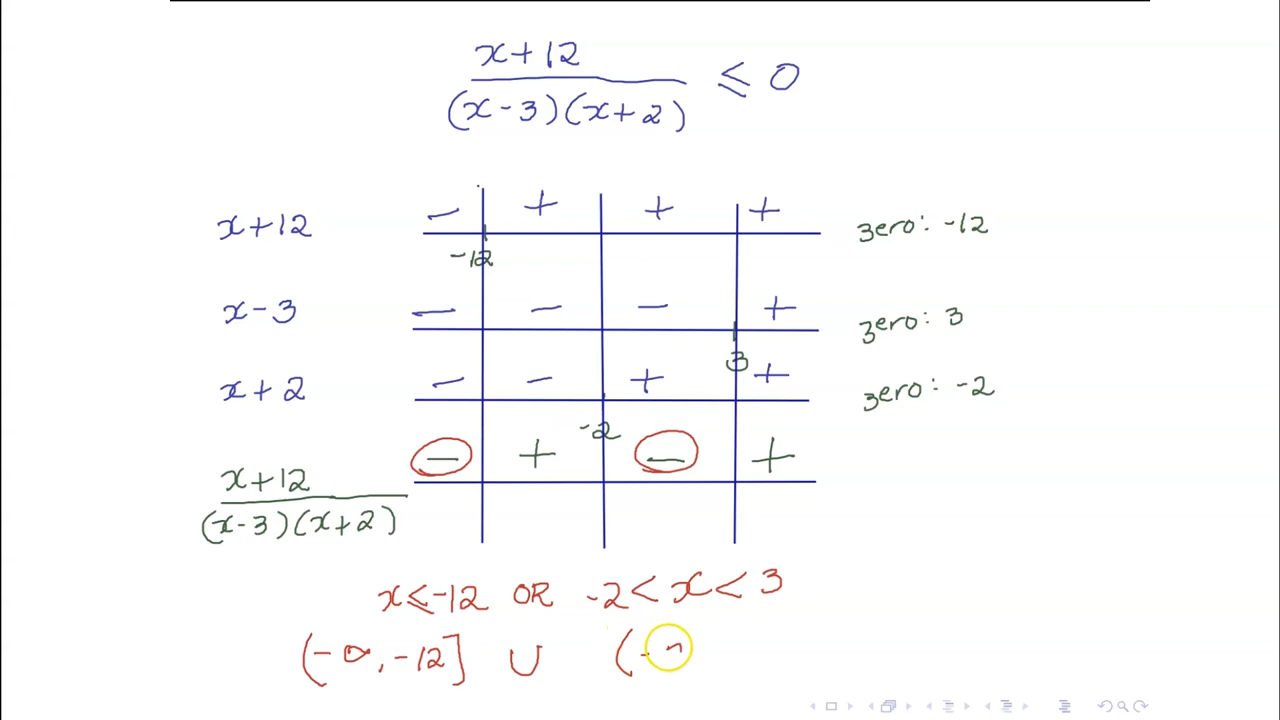 x+12
(x-3)(x+2) ≤ 0
x+12 - + + + zero: -12
-12
x-3 - - - + zero: 3
3
x+2 - - + + zero: -2
-2
- + - +
x+12
(x-3)(x+2)
x≤-12 OR -2<x<3
(-∞,-12] ∪ (-